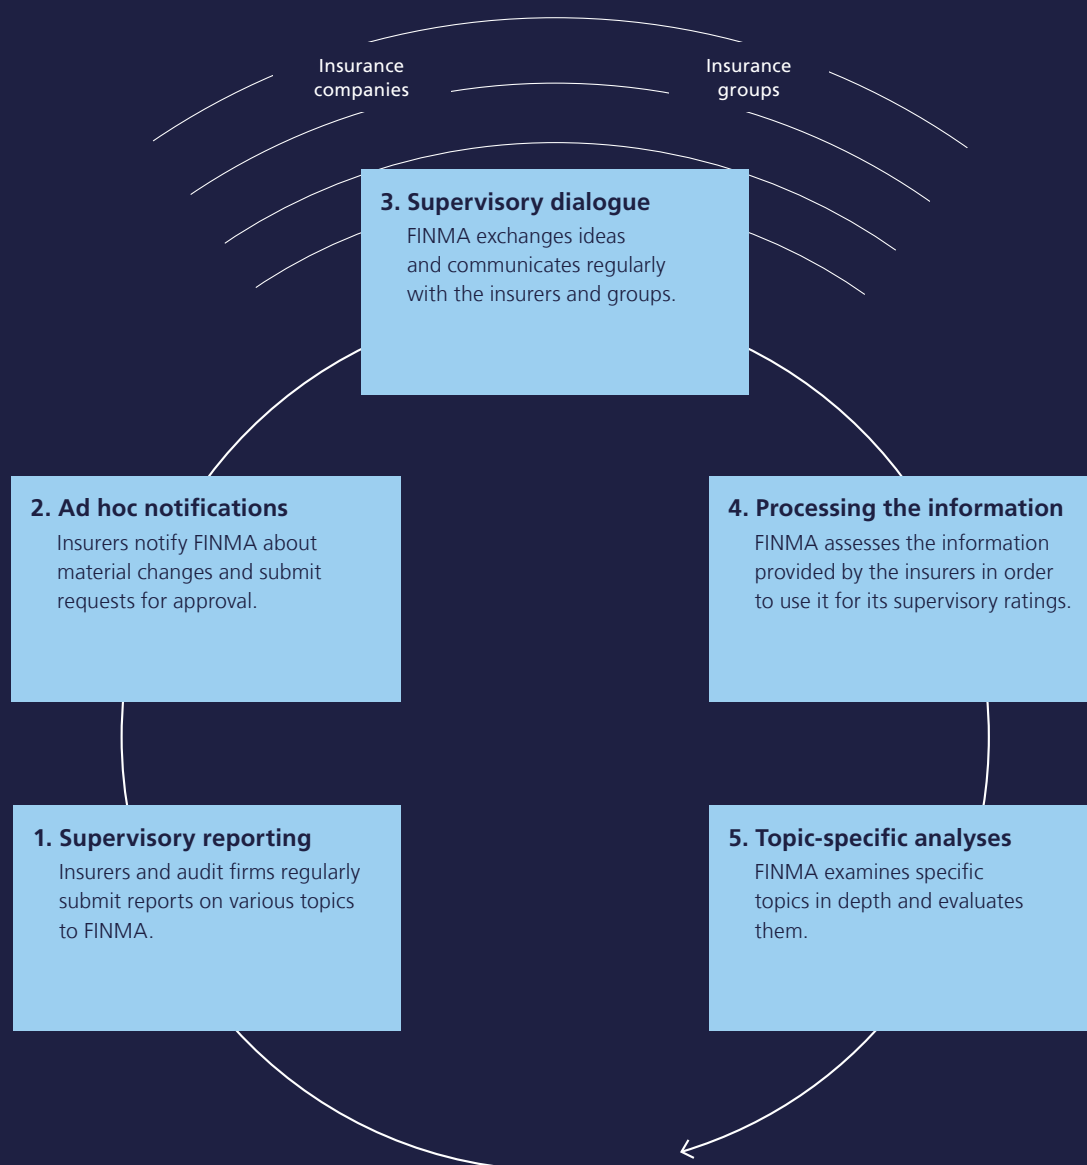 Insurance
companies
Insurance
groups
3. Supervisory dialogue
FINMA exchanges ideas
and communicates regularly
with the insurers and groups.
2. Ad hoc notifications
Insurers notify FINMA about
material changes and submit
requests for approval.
4. Processing the information
FINMA assesses the information
provided by the insurers in order
to use it for its supervisory ratings.
1. Supervisory reporting
Insurers and audit firms regularly
submit reports on various topics
to FINMA.
5. Topic-specific analyses
FINMA examines specific
topics in depth and evaluates
them.